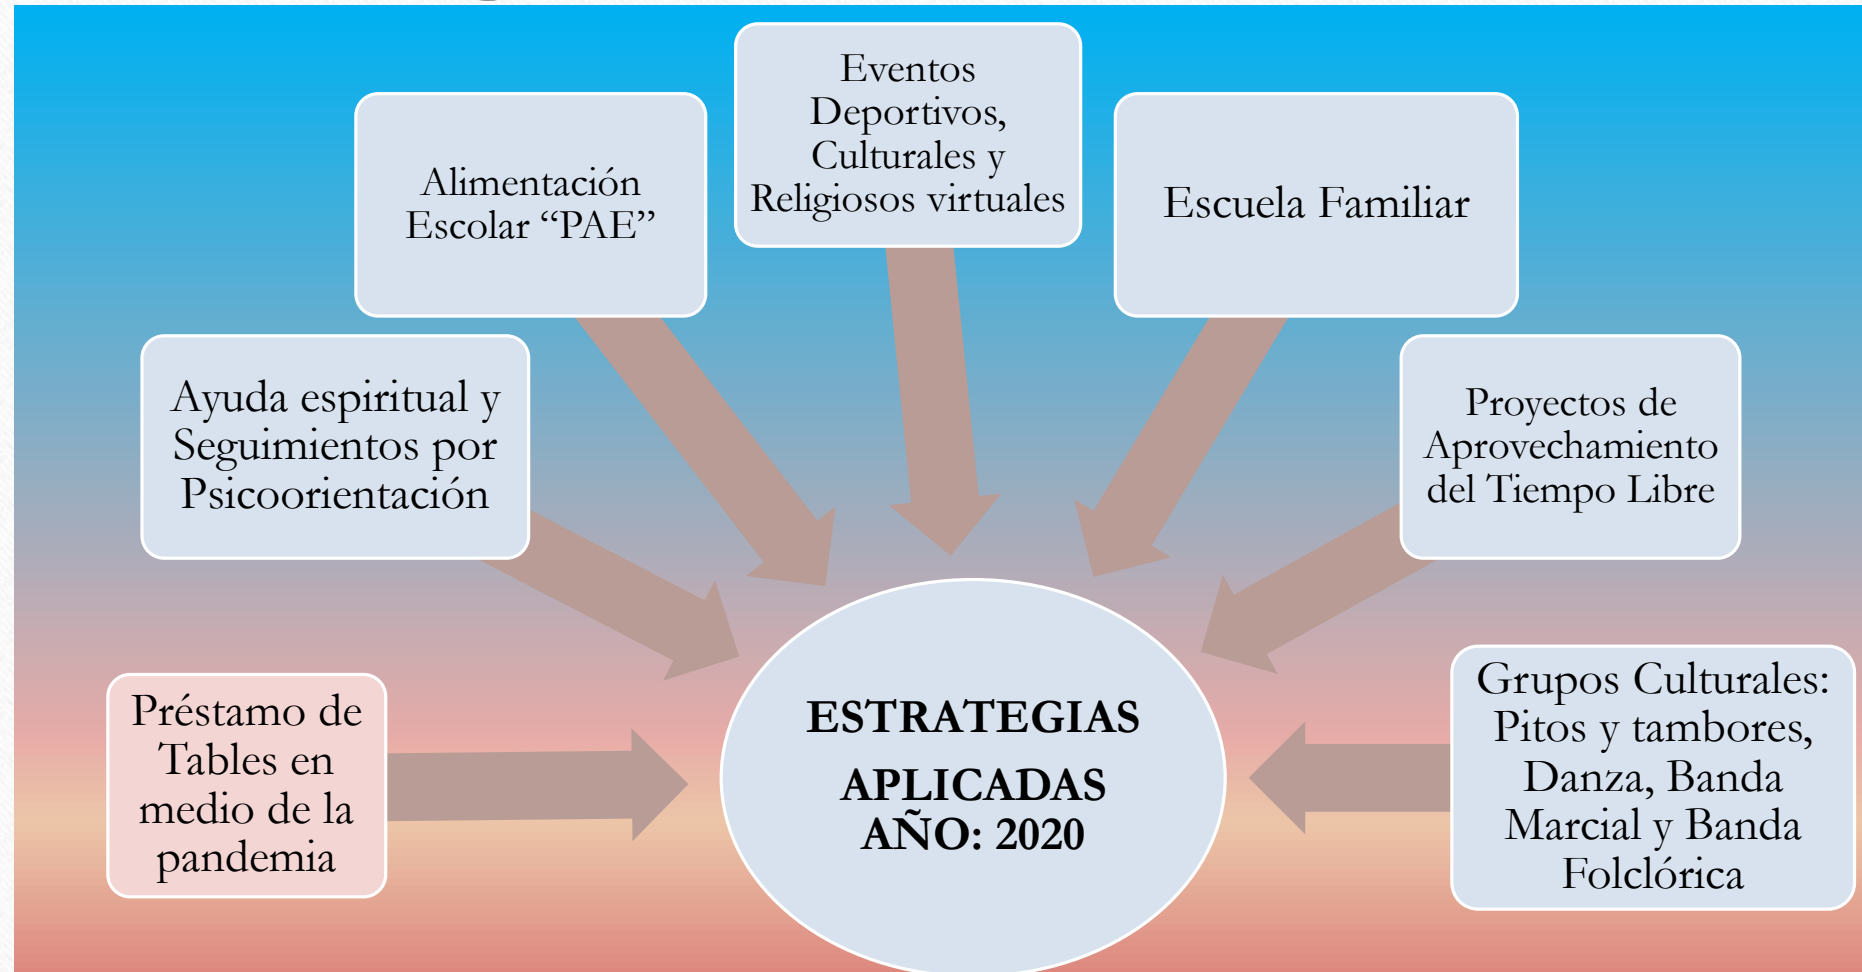 Eventos
Deportivos,
Culturales y
Religiosos virtuales
Alimentación
Escolar “PAE”
Escuela Familiar
Ayuda espiritual y
Seguimientos por
Psicoorientación
Proyectos de
Aprovechamiento
del Tiempo Libre
Préstamo de
Tables en
medio de la
pandemia
ESTRATEGIAS
APLICADAS
AÑO: 2020
Grupos Culturales:
Pitos y tambores,
Danza, Banda
Marcial y Banda
Folclórica